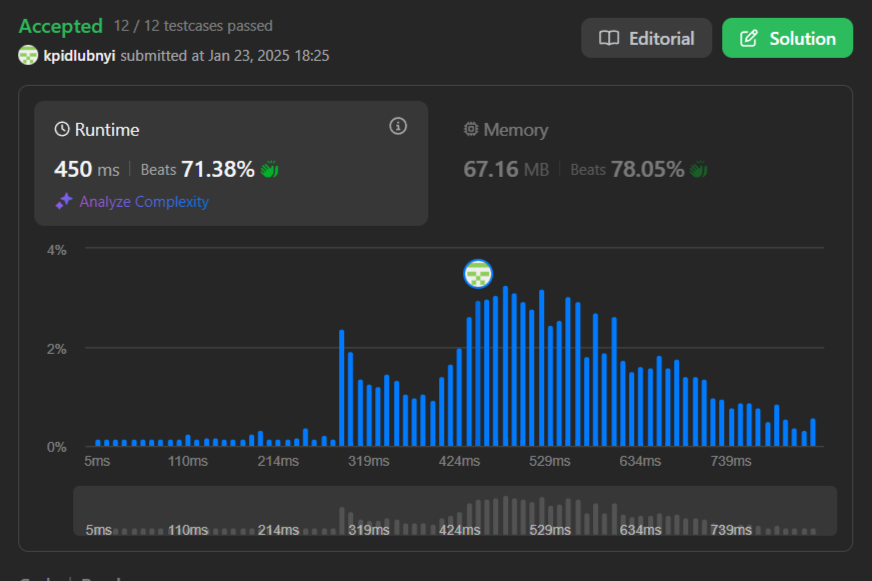 Accepted 12 / 12 testcases passed
kpidlubnyi submitted at Jan 23, 2025 18:25
Editorial
Solution
Runtime
450 ms Beats 71.38%
Analyze Complexity
Memory
67.16 MB Beats 78.05%
4%
2%
0%
5ms 110ms 214ms 319ms 424ms 529ms 634ms 739ms
5ms 110ms 214ms 319ms 424ms 529ms 634ms 739ms